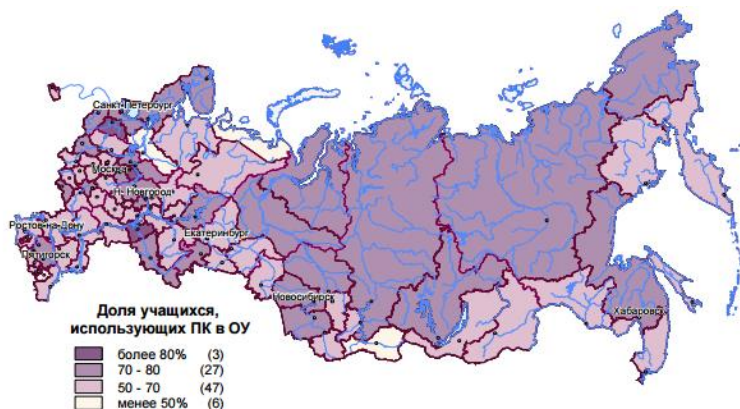 Санкт-Петербург
Москва
Н. Новгород
Ростов-на-Дону
Екатеринбург
Пятигорск
Новосибирск
Хабаровск
Доля учащихся,
использующих ПК в ОУ
более 80% (3)
70 - 80 (27)
50 - 70 (47)
менее 50% (6)